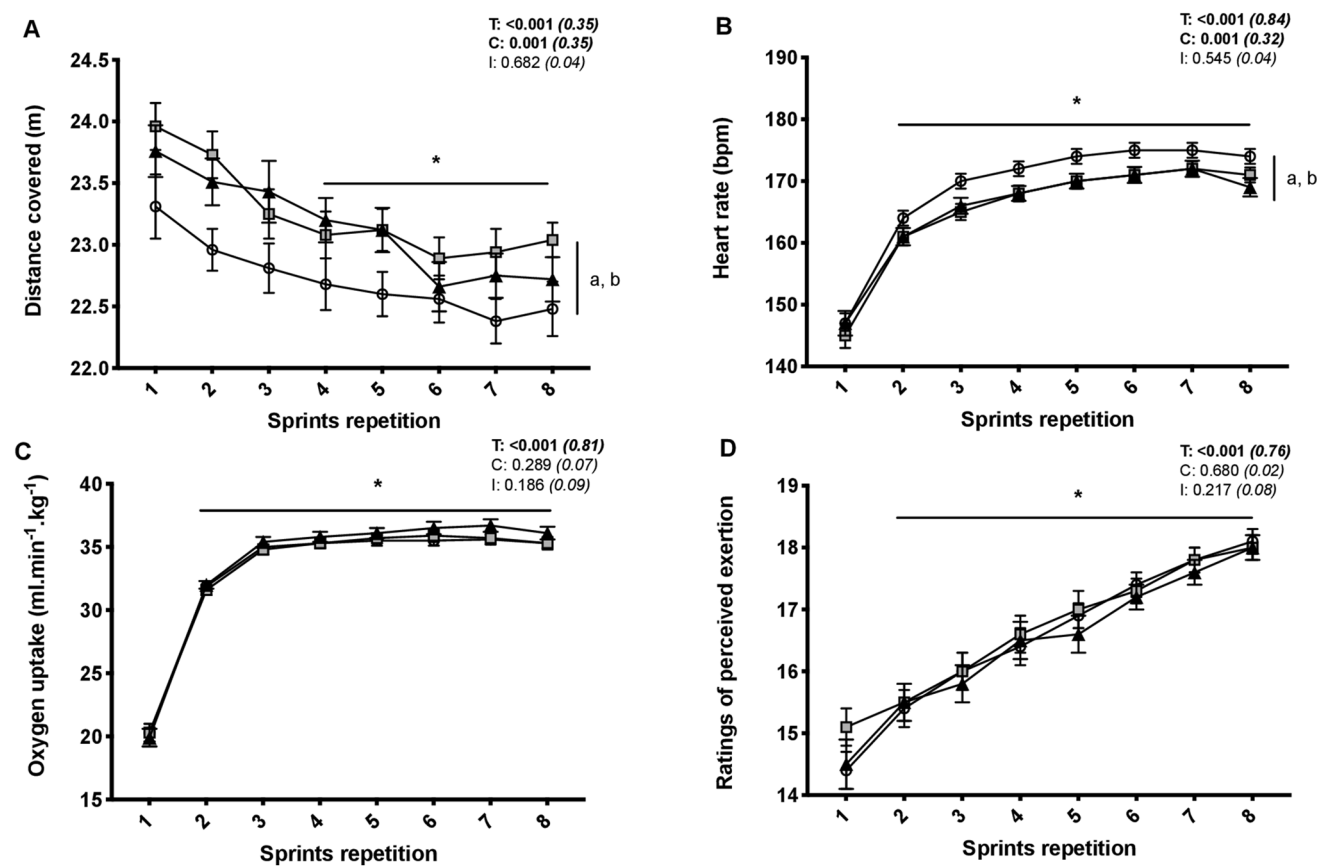 A
T: <0.001 (0.35)
C: 0.001 (0.35)
I: 0.682 (0.04)
24.5
24.0
23.5
23.0
22.5
22.0
Distance covered (m)
*
a, b
1 2 3 4 5 6 7 8
Sprints repetition
B
T: <0.001 (0.84)
C: 0.001 (0.32)
I: 0.545 (0.04)
190
180
170
160
150
140
Heart rate (bpm)
*
a, b
1 2 3 4 5 6 7 8
Sprints repetition
C
T: <0.001 (0.81)
C: 0.289 (0.07)
I: 0.186 (0.09)
40
35
30
25
20
15
Oxygen uptake (ml.min⁻¹.kg⁻¹)
*
1 2 3 4 5 6 7 8
Sprints repetition
D
T: <0.001 (0.76)
C: 0.680 (0.02)
I: 0.217 (0.08)
19
18
17
16
15
14
Ratings of perceived exertion
*
1 2 3 4 5 6 7 8
Sprints repetition